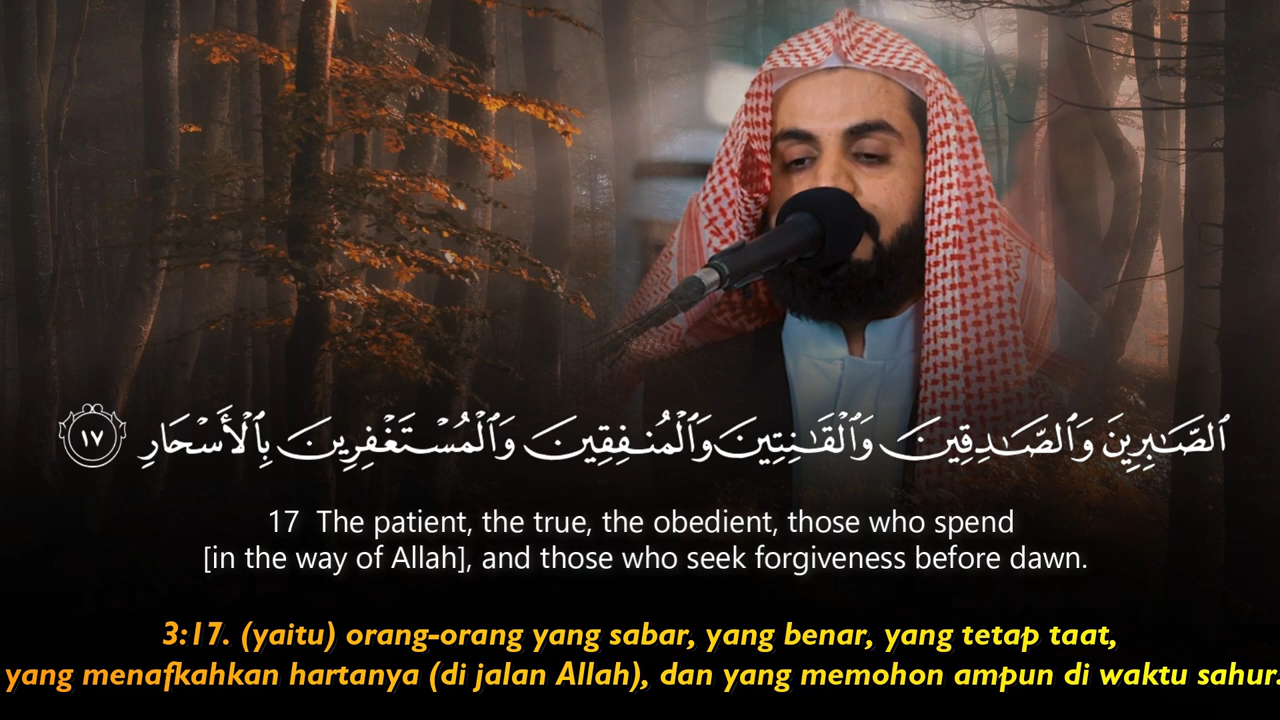 ٱلصَّـٰبِرِينَ وَٱلصَّـٰدِقِينَ وَٱلْقَـٰنِتِينَ وَٱلْمُنفِقِينَ وَٱلْمُسْتَغْفِرِينَ بِٱلْأَسْحَارِ ١٧
17 The patient, the true, the obedient, those who spend
[in the way of Allah], and those who seek forgiveness before dawn.
3:17. (yaitu) orang-orang yang sabar, yang benar, yang tetap taat,
yang menafkahkan hartanya (di jalan Allah), dan yang memohon ampun di waktu sahur.